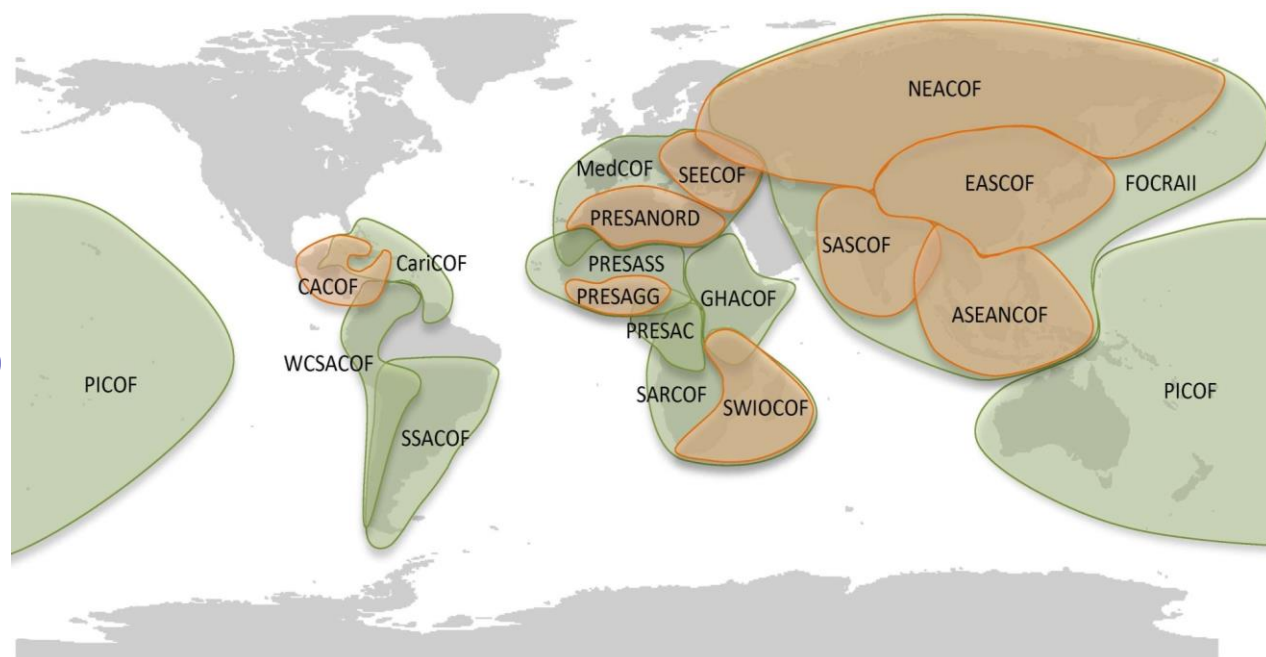 NEACOF
MedCOF
SEECOF
EASCOF
FOCRAII
PRESANORD
SASCOF
CariCOF
PRESASS
CACOF
PRESAGG
GHACOF
ASEANCOF
PRESAC
WCSACOF
PICOF
SARCOF
SWIOCOF
PICOF
SSACOF